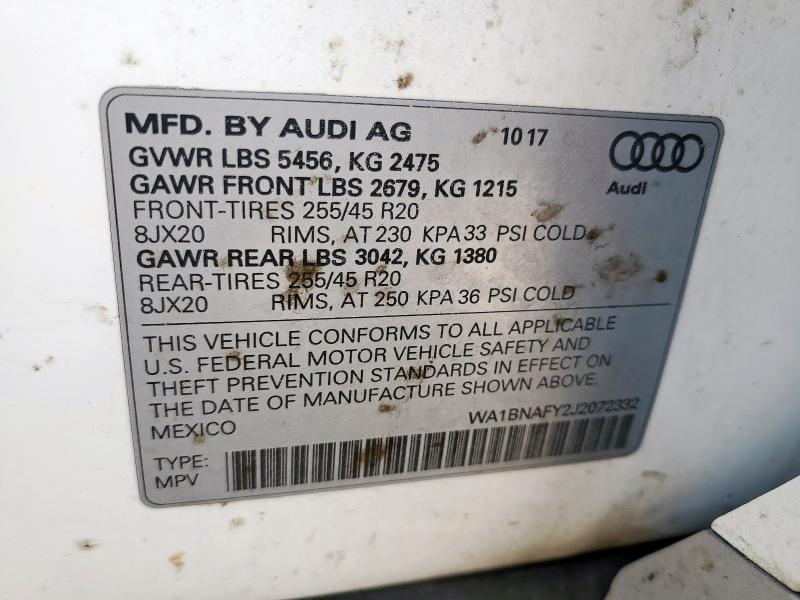 MFD. BY AUDI AG 10 17
GVWR LBS 5456, KG 2475
Audi
GAWR FRONT LBS 2679, KG 1215
FRONT-TIRES 255/45 R20
8JX20 RIMS, AT 230 KPA 33 PSI COLD
GAWR REAR LBS 3042, KG 1380
REAR-TIRES 255/45 R20
8JX20 RIMS, AT 250 KPA 36 PSI COLD
THIS VEHICLE CONFORMS TO ALL APPLICABLE
U.S. FEDERAL MOTOR VEHICLE SAFETY AND
THEFT PREVENTION STANDARDS IN EFFECT ON
THE DATE OF MANUFACTURE SHOWN ABOVE.
MEXICO WA1BNAFY2J2072332
TYPE:
MPV